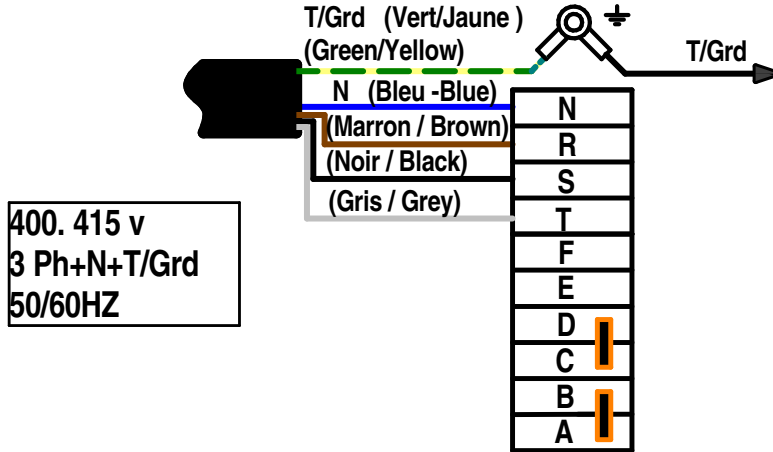 T/Grd (Vert/Jaune )
(Green/Yellow)
T/Grd
N (Bleu -Blue)
(Marron / Brown)
(Noir / Black)
(Gris / Grey)
N
R
S
T
F
E
D
C
B
A
400. 415 v
3 Ph+N+T/Grd
50/60HZ